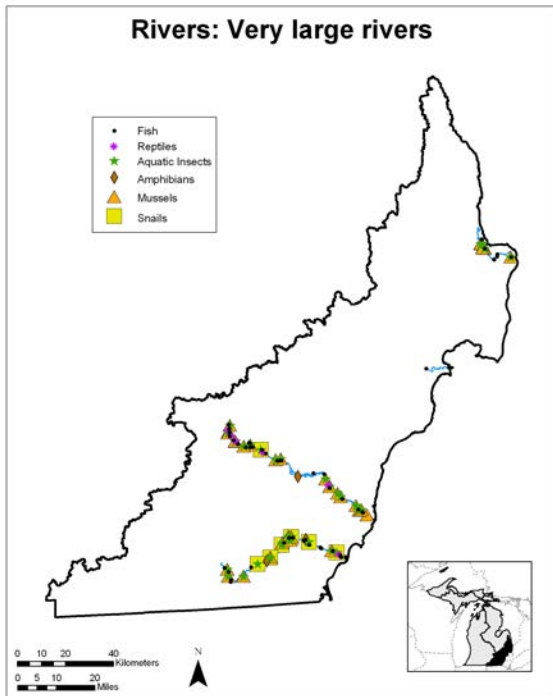 Rivers: Very large rivers
Fish
Reptiles
Aquatic Insects
Amphibians
Mussels
Snails
0 10 20 40
Kilometers
0 5 10 20
Miles
N